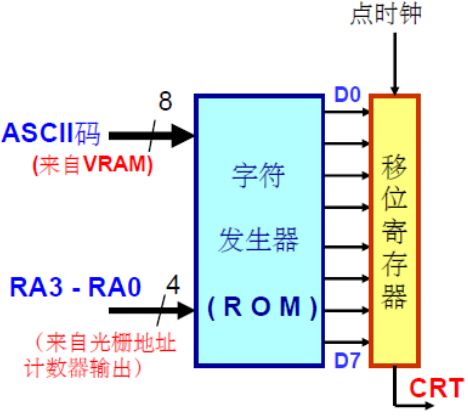 点时钟
8
D0
ASCII码
(来自VRAM)
字符
发生器
(ROM)
移位寄存器
RA3 - RA0
4
（来自光栅地址
计数器输出）
D7
CRT